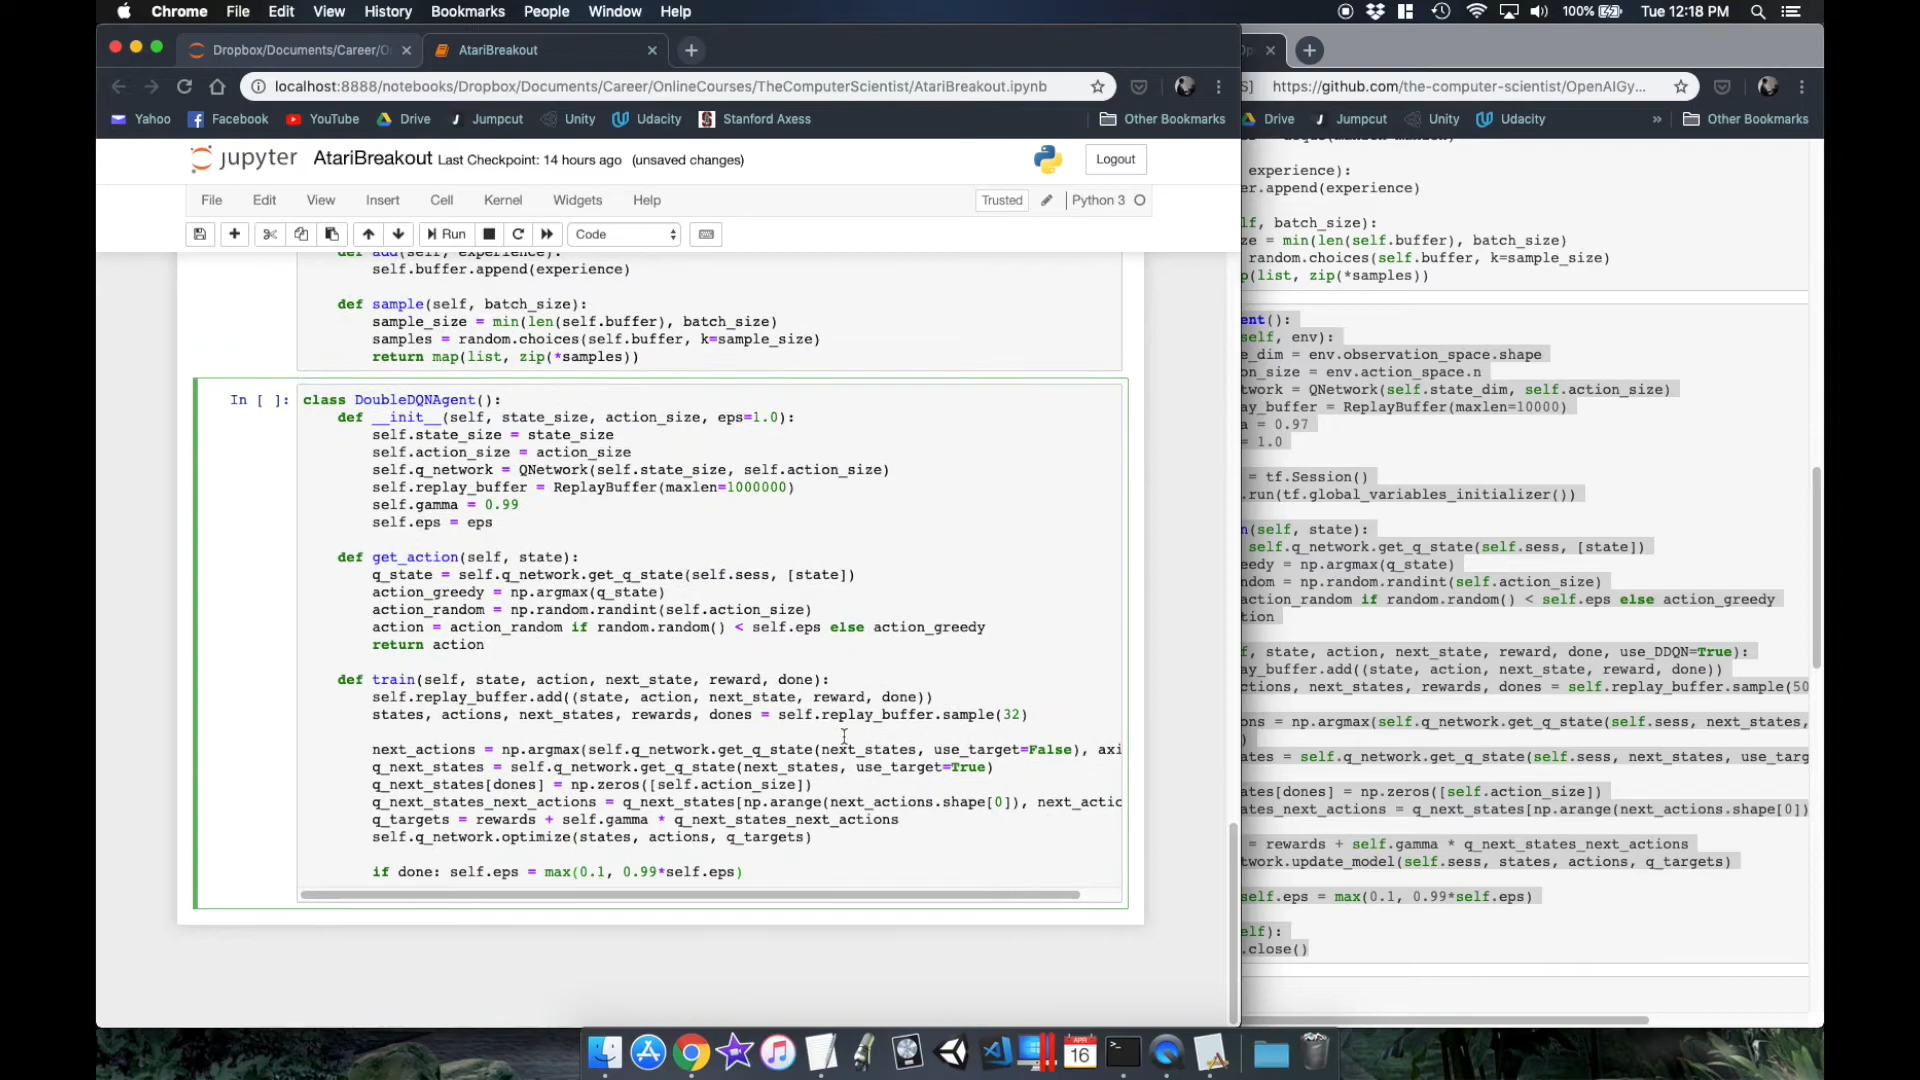 Chrome File Edit View History Bookmarks People Window Help 100% Tue 12:18 PM
Dropbox/Documents/Career/O AtariBreakout
localhost:8888/notebooks/Dropbox/Documents/Career/OnlineCourses/TheComputerScientist/AtariBreakout.ipynb
Yahoo Facebook YouTube Drive Jumpcut Unity Udacity Stanford Axess Other Bookmarks
jupyter AtariBreakout Last Checkpoint: 14 hours ago (unsaved changes) Logout
File Edit View Insert Cell Kernel Widgets Help Trusted Python 3
Run Code
def add(self, experience):
self.buffer.append(experience)
def sample(self, batch_size):
sample_size = min(len(self.buffer), batch_size)
samples = random.choices(self.buffer, k=sample_size)
return map(list, zip(*samples))
In [ ]: class DoubleDQNAgent():
def __init__(self, state_size, action_size, eps=1.0):
self.state_size = state_size
self.action_size = action_size
self.q_network = QNetwork(self.state_size, self.action_size)
self.replay_buffer = ReplayBuffer(maxlen=1000000)
self.gamma = 0.99
self.eps = eps
def get_action(self, state):
q_state = self.q_network.get_q_state(self.sess, [state])
action_greedy = np.argmax(q_state)
action_random = np.random.randint(self.action_size)
action = action_random if random.random() < self.eps else action_greedy
return action
def train(self, state, action, next_state, reward, done):
self.replay_buffer.add((state, action, next_state, reward, done))
states, actions, next_states, rewards, dones = self.replay_buffer.sample(32)
next_actions = np.argmax(self.q_network.get_q_state(next_states, use_target=False), axi
q_next_states = self.q_network.get_q_state(next_states, use_target=True)
q_next_states[dones] = np.zeros([self.action_size])
q_next_states_next_actions = q_next_states[np.arange(next_actions.shape[0]), next_actio
q_targets = rewards + self.gamma * q_next_states_next_actions
self.q_network.optimize(states, actions, q_targets)
if done: self.eps = max(0.1, 0.99*self.eps)
S] https://github.com/the-computer-scientist/OpenAIGy...
Drive Jumpcut Unity Udacity » Other Bookmarks
experience):
er.append(experience)
lf, batch_size):
ze = min(len(self.buffer), batch_size)
random.choices(self.buffer, k=sample_size)
p(list, zip(*samples))
ent():
self, env):
e_dim = env.observation_space.shape
on_size = env.action_space.n
twork = QNetwork(self.state_dim, self.action_size)
ay_buffer = ReplayBuffer(maxlen=10000)
a = 0.97
= 1.0
= tf.Session()
.run(tf.global_variables_initializer())
n(self, state):
self.q_network.get_q_state(self.sess, [state])
eedy = np.argmax(q_state)
ndom = np.random.randint(self.action_size)
action_random if random.random() < self.eps else action_greedy
tion
f, state, action, next_state, reward, done, use_DDQN=True):
ay_buffer.add((state, action, next_state, reward, done))
ctions, next_states, rewards, dones = self.replay_buffer.sample(50
ons = np.argmax(self.q_network.get_q_state(self.sess, next_states,
)
ates = self.q_network.get_q_state(self.sess, next_states, use_targ
ates[dones] = np.zeros([self.action_size])
ates_next_actions = q_next_states[np.arange(next_actions.shape[0])
= rewards + self.gamma * q_next_states_next_actions
twork.update_model(self.sess, states, actions, q_targets)
self.eps = max(0.1, 0.99*self.eps)
elf):
.close()
APR
16